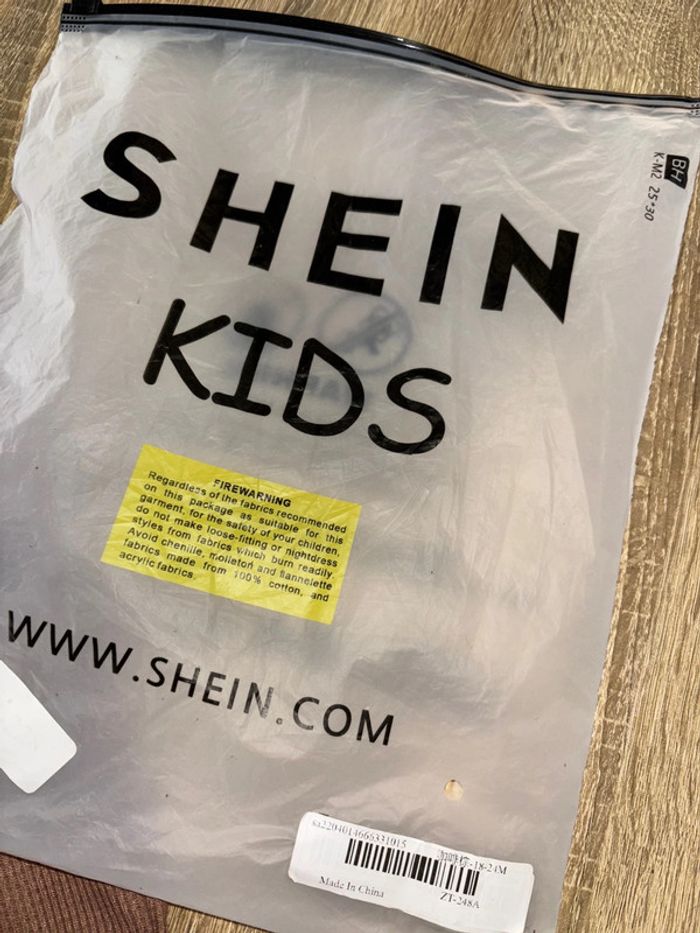 BH
K-M2 25*30
SHEIN
KIDS
FIREWARNING
Regardless of the fabrics recommended
on this package as suitable for this
garment, for the safety of your children,
do not make loose-fitting or nightdress
styles from fabrics which burn readily.
Avoid chenille, molleton and flannelette
fabrics made from 100% cotton, and
acrylic fabrics.
WWW.SHEIN.COM
sa2204014666331015
-18-24M
Made In China
ZT-248A